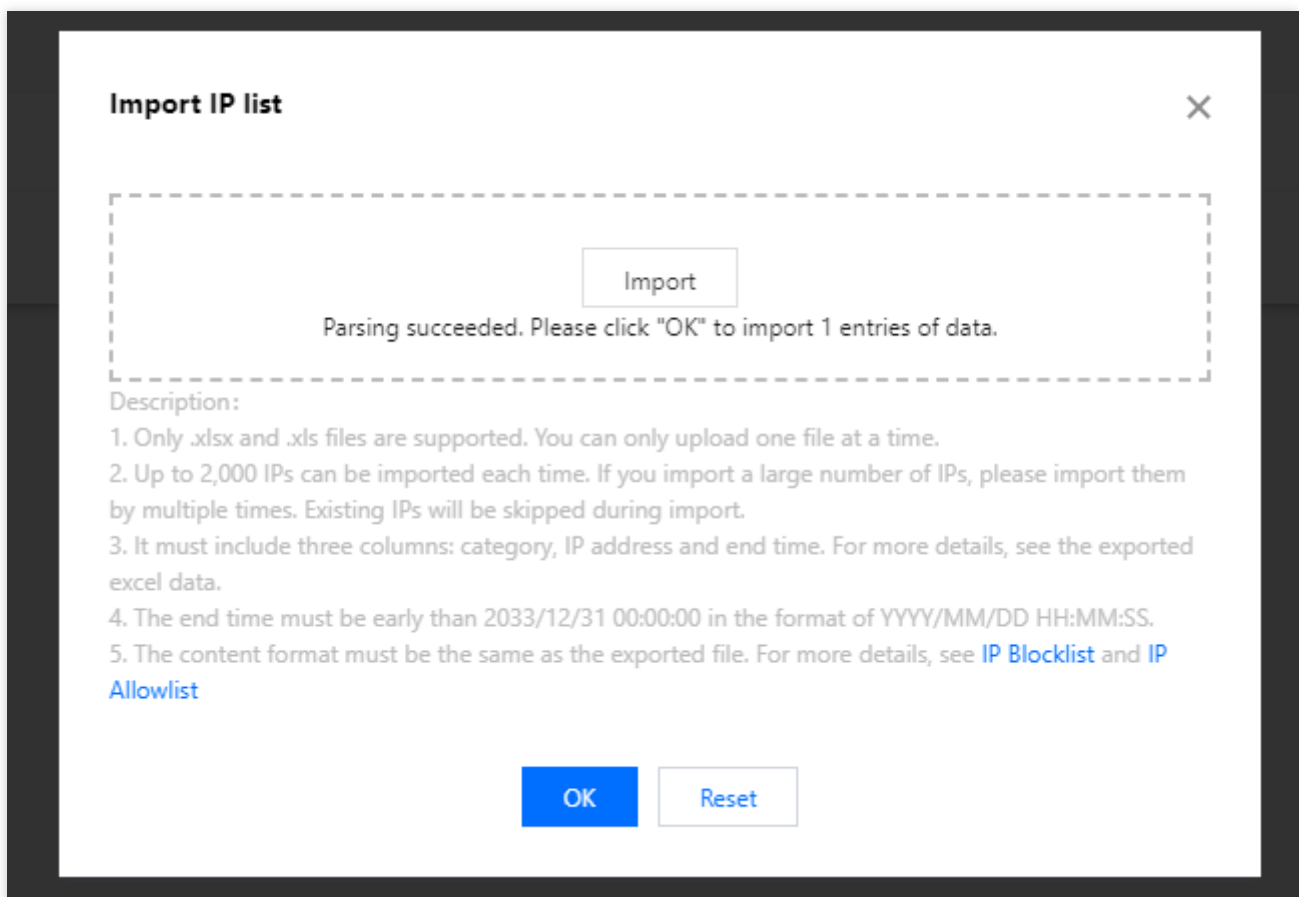 Import IP list
Import
Parsing succeeded. Please click "OK" to import 1 entries of data.
Description:
1. Only .xlsx and .xls files are supported. You can only upload one file at a time.
2. Up to 2,000 IPs can be imported each time. If you import a large number of IPs, please import them
by multiple times. Existing IPs will be skipped during import.
3. It must include three columns: category, IP address and end time. For more details, see the exported
excel data.
4. The end time must be early than 2033/12/31 00:00:00 in the format of YYYY/MM/DD HH:MM:SS.
5. The content format must be the same as the exported file. For more details, see IP Blocklist and IP
Allowlist
OK
Reset